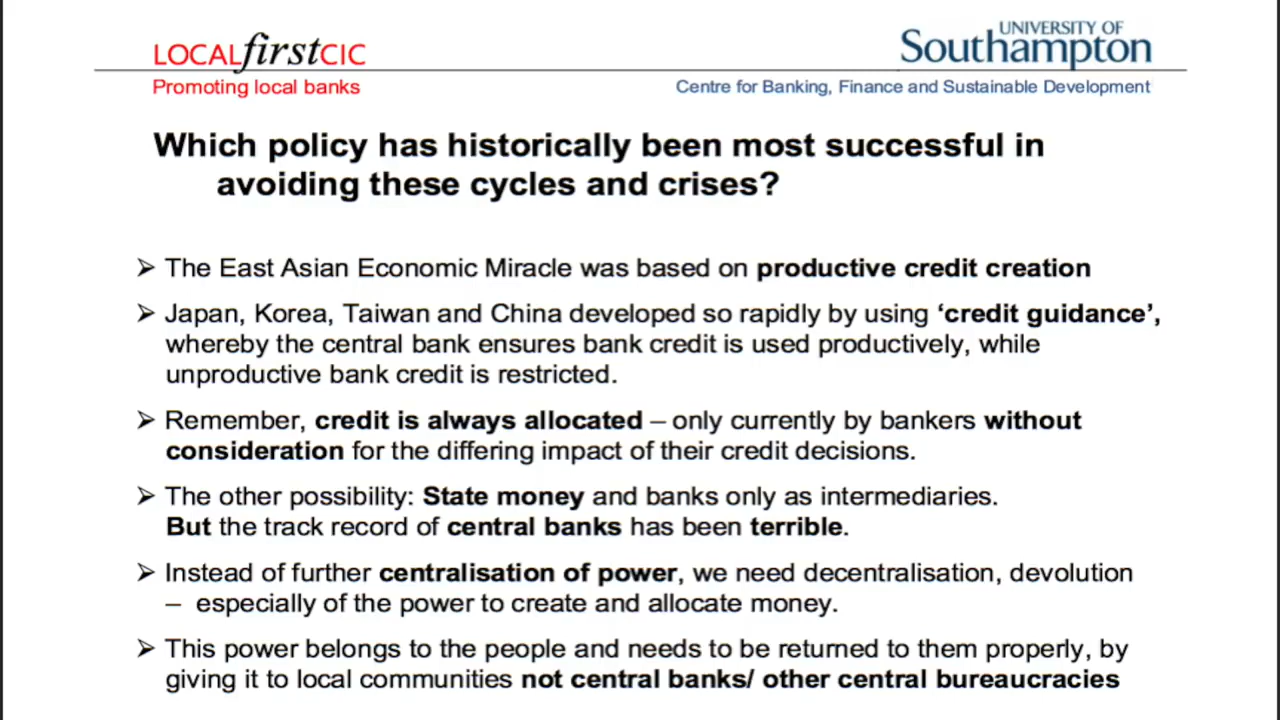 LOCALfirstCIC
UNIVERSITY OF
Southampton
Promoting local banks
Centre for Banking, Finance and Sustainable Development
Which policy has historically been most successful in
avoiding these cycles and crises?
➢ The East Asian Economic Miracle was based on productive credit creation
➢ Japan, Korea, Taiwan and China developed so rapidly by using ‘credit guidance’,
whereby the central bank ensures bank credit is used productively, while
unproductive bank credit is restricted.
➢ Remember, credit is always allocated – only currently by bankers without
consideration for the differing impact of their credit decisions.
➢ The other possibility: State money and banks only as intermediaries.
But the track record of central banks has been terrible.
➢ Instead of further centralisation of power, we need decentralisation, devolution
– especially of the power to create and allocate money.
➢ This power belongs to the people and needs to be returned to them properly, by
giving it to local communities not central banks/ other central bureaucracies